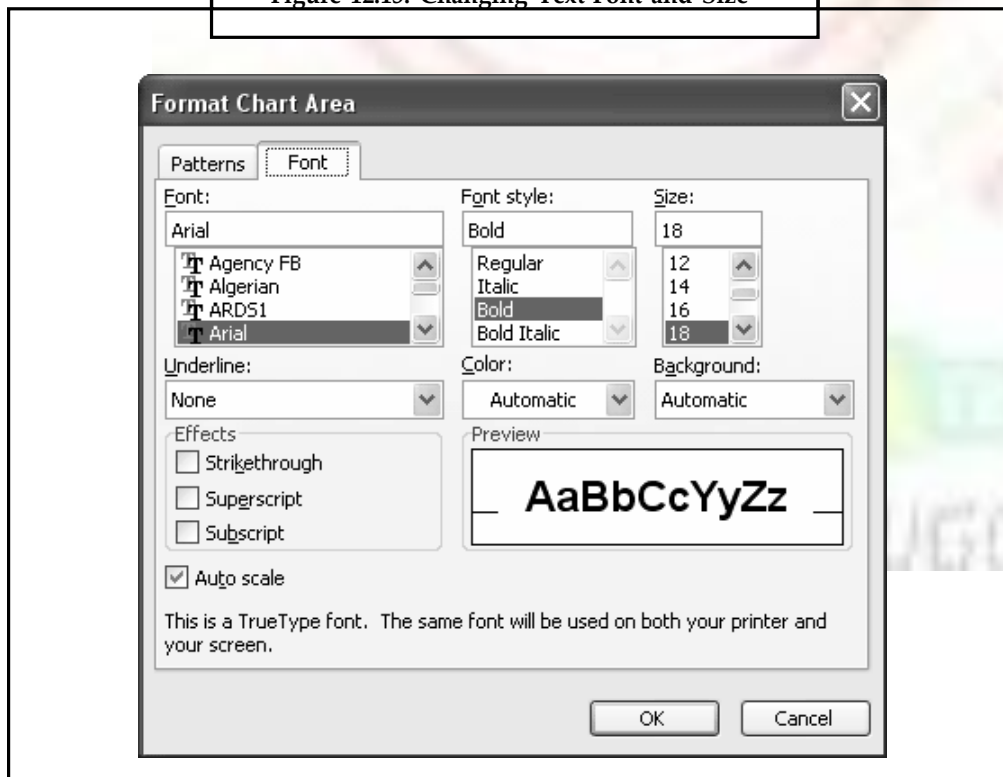 Figure 12.15: Changing Text Font and Size
Format Chart Area
Patterns Font
Font: Font style: Size:
Arial Bold 18
Agency FB Regular 12
Algerian Italic 14
ARDS1 Bold 16
Arial Bold Italic 18
Underline: Color: Background:
None Automatic Automatic
Effects Preview
Strikethrough
Superscript
Subscript
AaBbCcYyZz
Auto scale
This is a TrueType font. The same font will be used on both your printer and
your screen.
OK Cancel